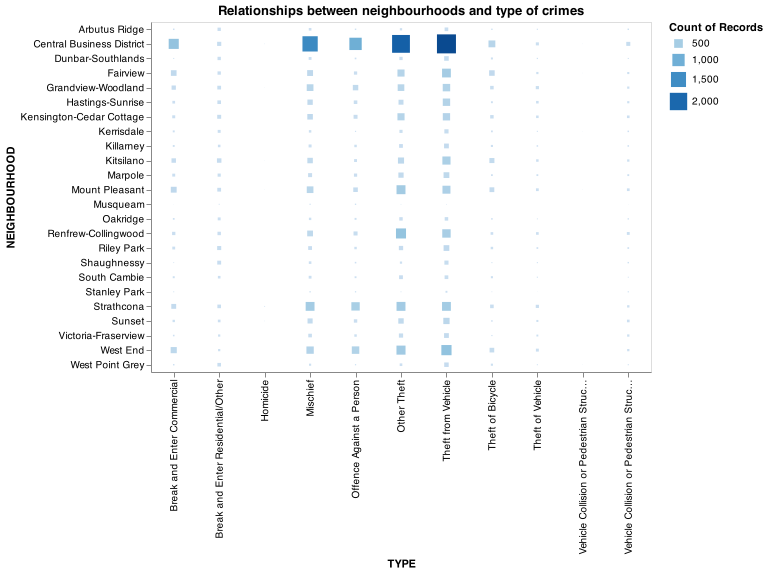 Relationships between neighbourhoods and type of crimes
NEIGHBOURHOOD
Arbutus Ridge
Central Business District
Dunbar-Southlands
Fairview
Grandview-Woodland
Hastings-Sunrise
Kensington-Cedar Cottage
Kerrisdale
Killarney
Kitsilano
Marpole
Mount Pleasant
Musqueam
Oakridge
Renfrew-Collingwood
Riley Park
Shaughnessy
South Cambie
Stanley Park
Strathcona
Sunset
Victoria-Fraserview
West End
West Point Grey
Break and Enter Commercial
Break and Enter Residential/Other
Homicide
Mischief
Offence Against a Person
Other Theft
Theft from Vehicle
Theft of Bicycle
Theft of Vehicle
Vehicle Collision or Pedestrian Struc…
Vehicle Collision or Pedestrian Struc…
TYPE
Count of Records
500
1,000
1,500
2,000